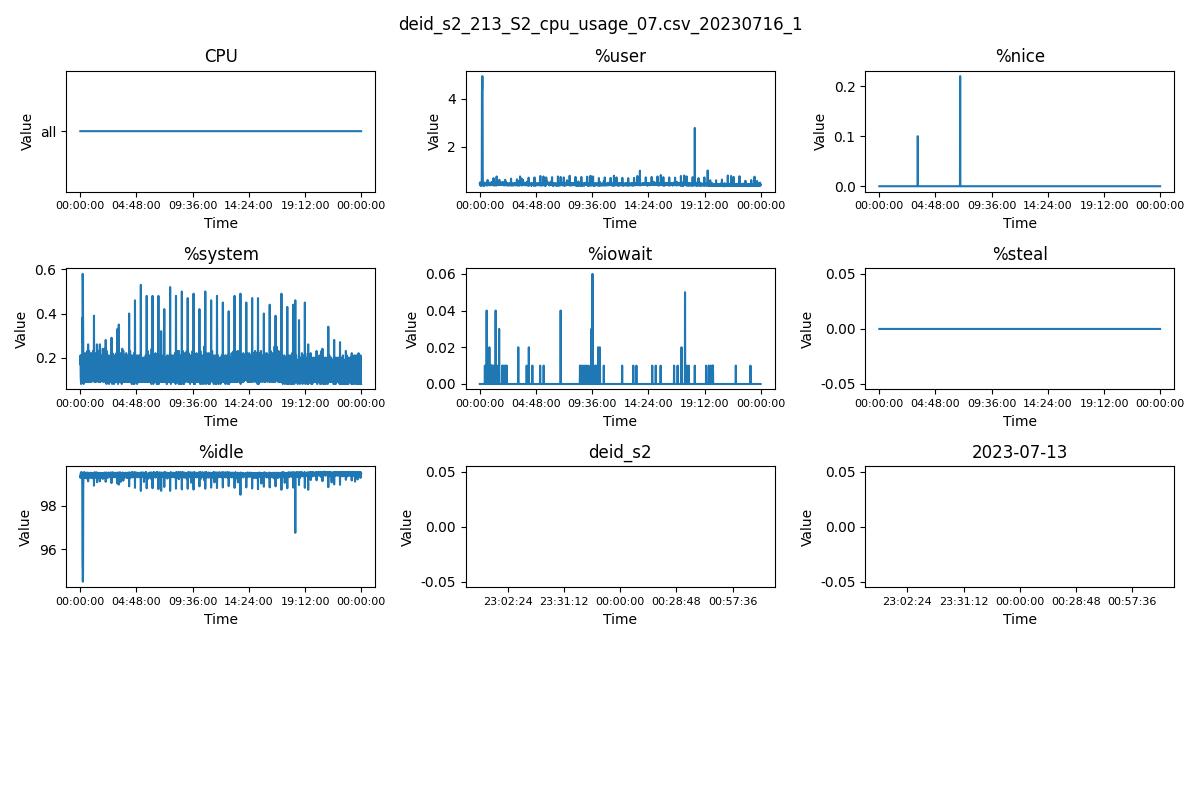 deid_s2_213_S2_cpu_usage_07.csv_20230716_1
CPU
Value
all
00:00:00 04:48:00 09:36:00 14:24:00 19:12:00 00:00:00
Time
%user
Value
4
2
00:00:00 04:48:00 09:36:00 14:24:00 19:12:00 00:00:00
Time
%nice
Value
0.2
0.1
0.0
00:00:00 04:48:00 09:36:00 14:24:00 19:12:00 00:00:00
Time
%system
Value
0.6
0.4
0.2
00:00:00 04:48:00 09:36:00 14:24:00 19:12:00 00:00:00
Time
%iowait
Value
0.06
0.04
0.02
0.00
00:00:00 04:48:00 09:36:00 14:24:00 19:12:00 00:00:00
Time
%steal
Value
0.05
0.00
-0.05
00:00:00 04:48:00 09:36:00 14:24:00 19:12:00 00:00:00
Time
%idle
Value
98
96
00:00:00 04:48:00 09:36:00 14:24:00 19:12:00 00:00:00
Time
deid_s2
Value
0.05
0.00
-0.05
23:02:24 23:31:12 00:00:00 00:28:48 00:57:36
Time
2023-07-13
Value
0.05
0.00
-0.05
23:02:24 23:31:12 00:00:00 00:28:48 00:57:36
Time